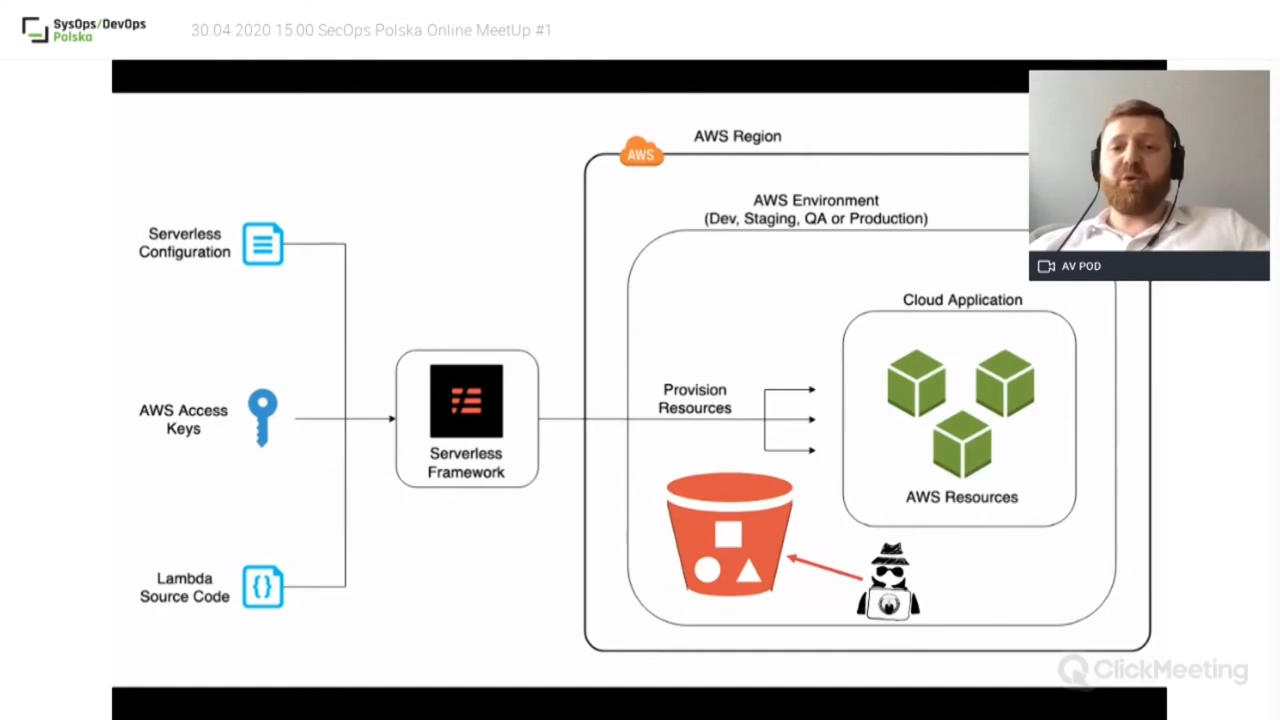 SysOps/DevOps
Polska
30.04.2020 15:00 SecOps Polska Online MeetUp #1
AWS Region
AWS
AWS Environment
(Dev, Staging, QA or Production)
AV POD
Serverless
Configuration
Cloud Application
AWS Access
Keys
Provision
Resources
Serverless
Framework
AWS Resources
Lambda
Source Code
{}
ClickMeeting